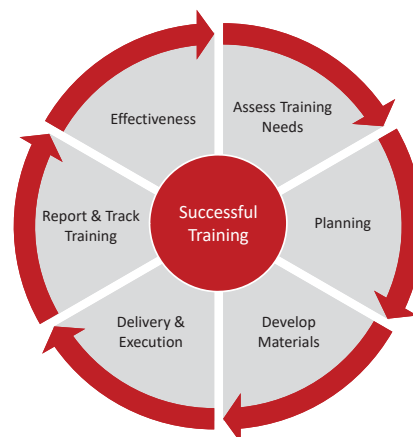 Effectiveness
Assess Training
Needs
Report & Track
Training
Successful
Training
Planning
Delivery &
Execution
Develop
Materials